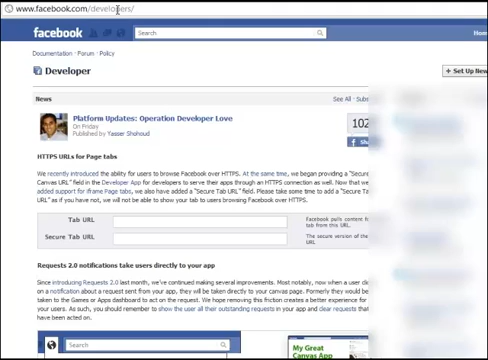 www.facebook.com/developers/
facebook
Search
Home
Documentation · Forum · Policy
Developer
+ Set Up New
News
See All · Subs
Platform Updates: Operation Developer Love
On Friday
Published by Yasser Shohoud
102
Sha
HTTPS URLs for Page tabs
We recently introduced the ability for users to browse Facebook over HTTPS. At the same time, we began providing a "Secure
Canvas URL" field in the Developer App for developers to serve their apps through an HTTPS connection as well. Now that we
added support for iframe Page tabs, we also have added a "Secure Tab URL" field. Please take some time to add a "Secure Tab
URL"; otherwise, we will not be able to show your tab to users browsing Facebook over HTTPS.
Tab URL
Facebook pulls content f
tab from this URL.
Secure Tab URL
The secure version of the
URL
Requests 2.0 notifications take users directly to your app
Since introducing Requests 2.0 last month, we've continued making several improvements. Most notably, now when a user clic
on a notification about a request sent from your app, they will be taken directly to your canvas page. Formerly they would be
taken to the Games or Apps dashboard to act on the request. We hope removing this friction creates a better experience for
your users. As such, you should remember to show the user all their outstanding requests in your app and clear requests that
have been acted on.
Search
My Great
Canvas App